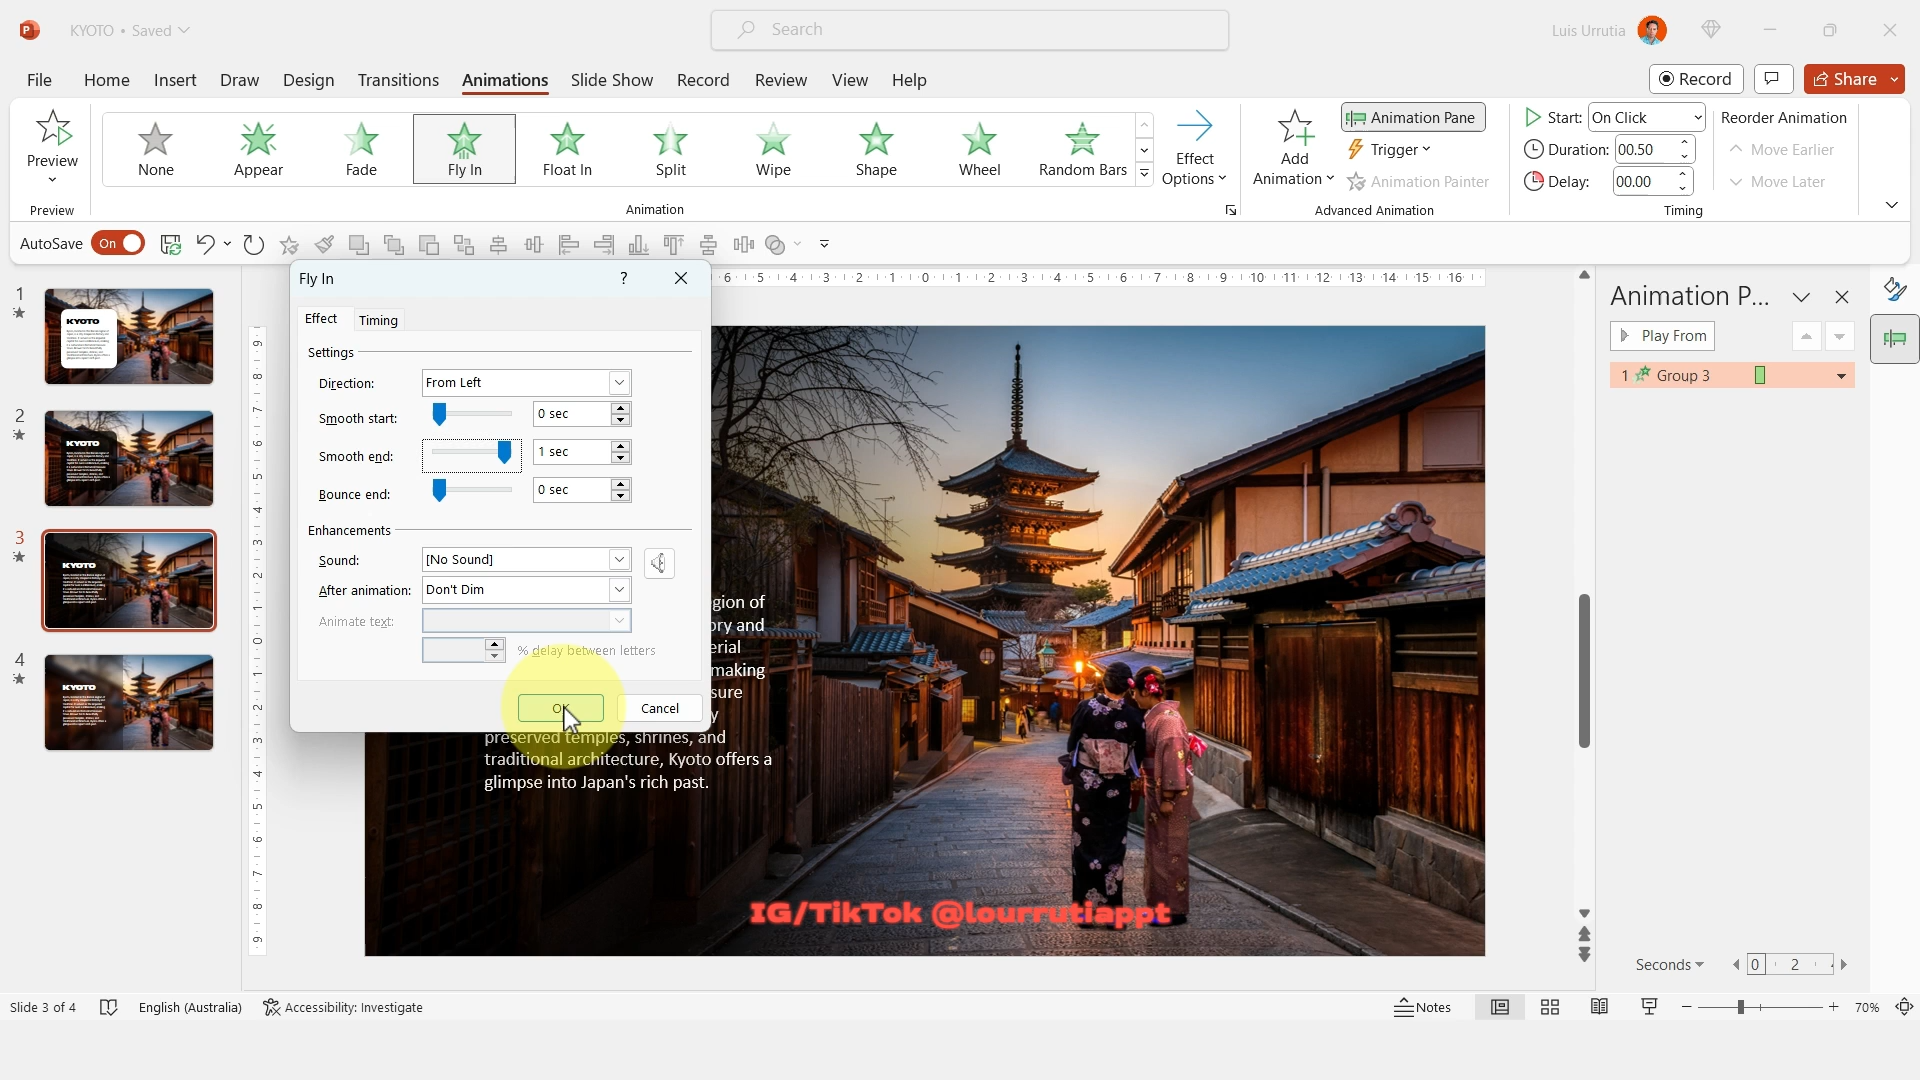 KYOTO • Saved
Search
Luis Urrutia
File Home Insert Draw Design Transitions Animations Slide Show Record Review View Help
Record
Share
Preview
None Appear Fade Fly In Float In Split Wipe Shape Wheel Random Bars
Effect
Options
Add
Animation
Animation Pane
Trigger
Animation Painter
Start: On Click
Duration: 00.50
Delay: 00.00
Reorder Animation
Move Earlier
Move Later
Preview
Animation
Advanced Animation
Timing
AutoSave On
Fly In
?
Effect Timing
Settings
Direction: From Left
Smooth start: 0 sec
Smooth end: 1 sec
Bounce end: 0 sec
Enhancements
Sound: [No Sound]
After animation: Don't Dim
Animate text:
% delay between letters
OK
Cancel
1
KYOTO
2
KYOTO
3
KYOTO
4
KYOTO
gion of
ory and
erial
making
sure
y
preserved temples, shrines, and
traditional architecture, Kyoto offers a
glimpse into Japan's rich past.
IG/TikTok @lourrutiappt
Animation P...
Play From
1 Group 3
Seconds
0 2
Slide 3 of 4
English (Australia)
Accessibility: Investigate
Notes
70%